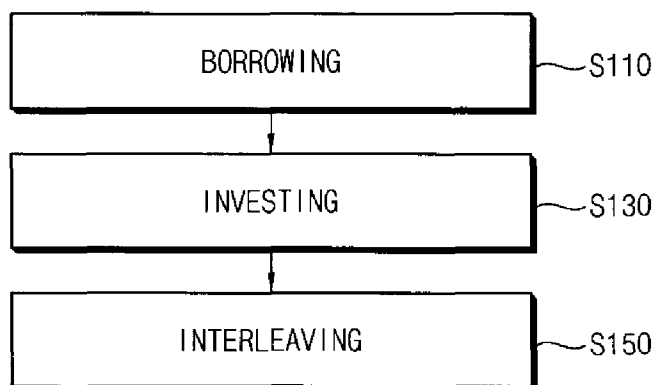 BORROWING
S110
INVESTING
S130
INTERLEAVING
S150